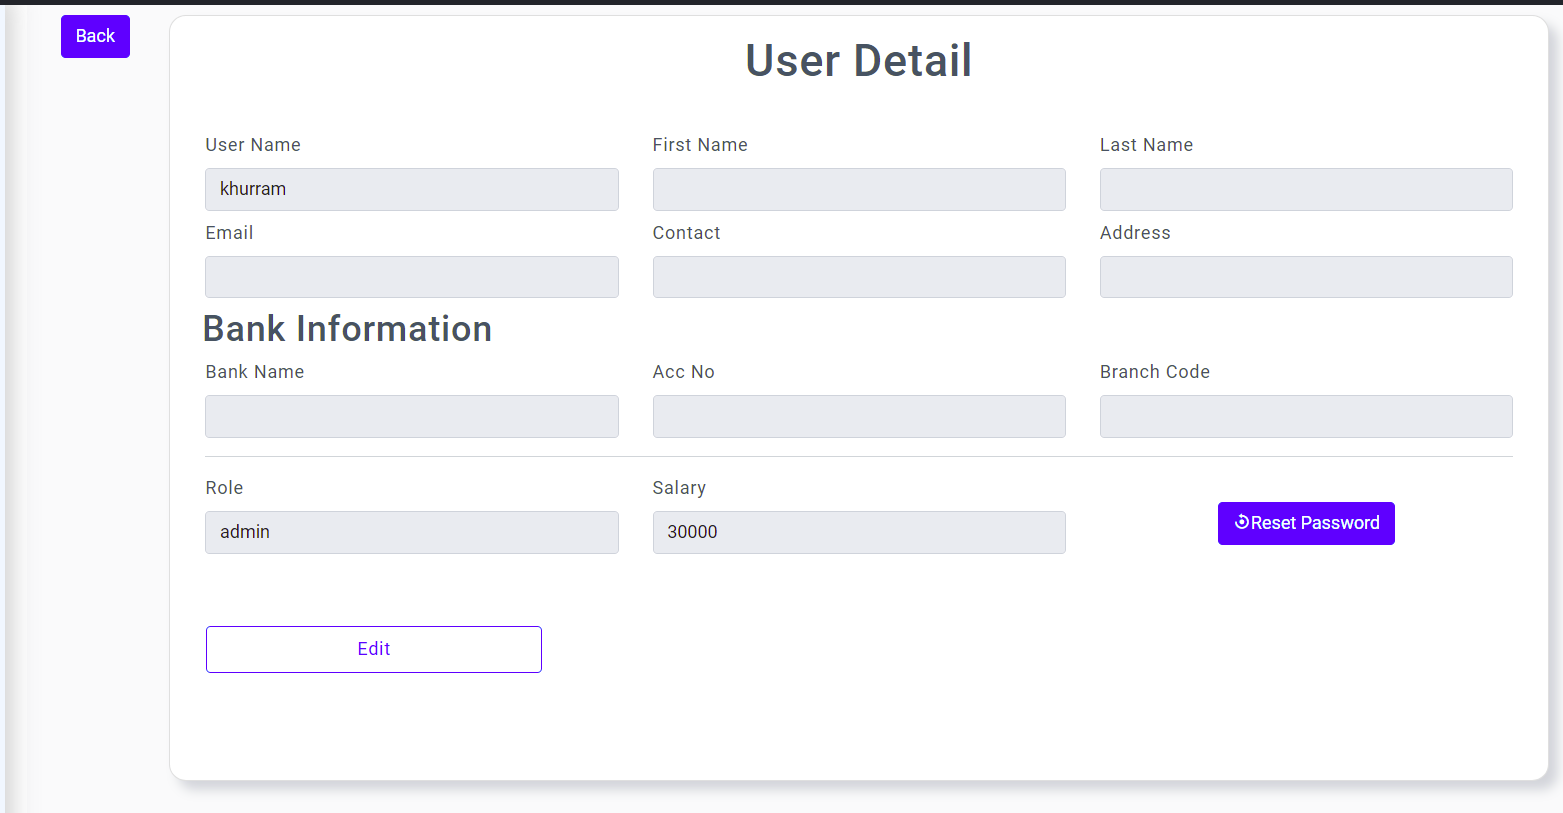 Back
User Detail
User Name First Name Last Name
khurram
Email Contact Address
Bank Information
Bank Name Acc No Branch Code
Role Salary
admin 30000 Reset Password
Edit